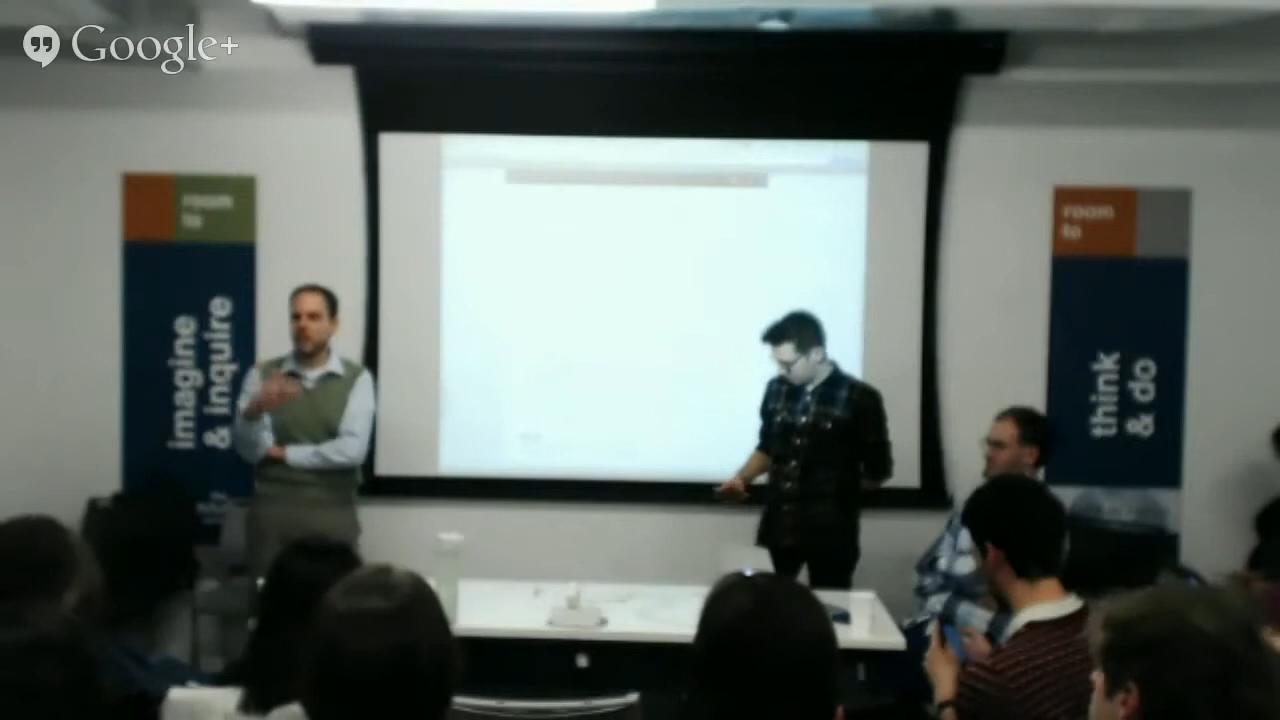 Google+
room
to
imagine
& inquire
room
to
think
& do